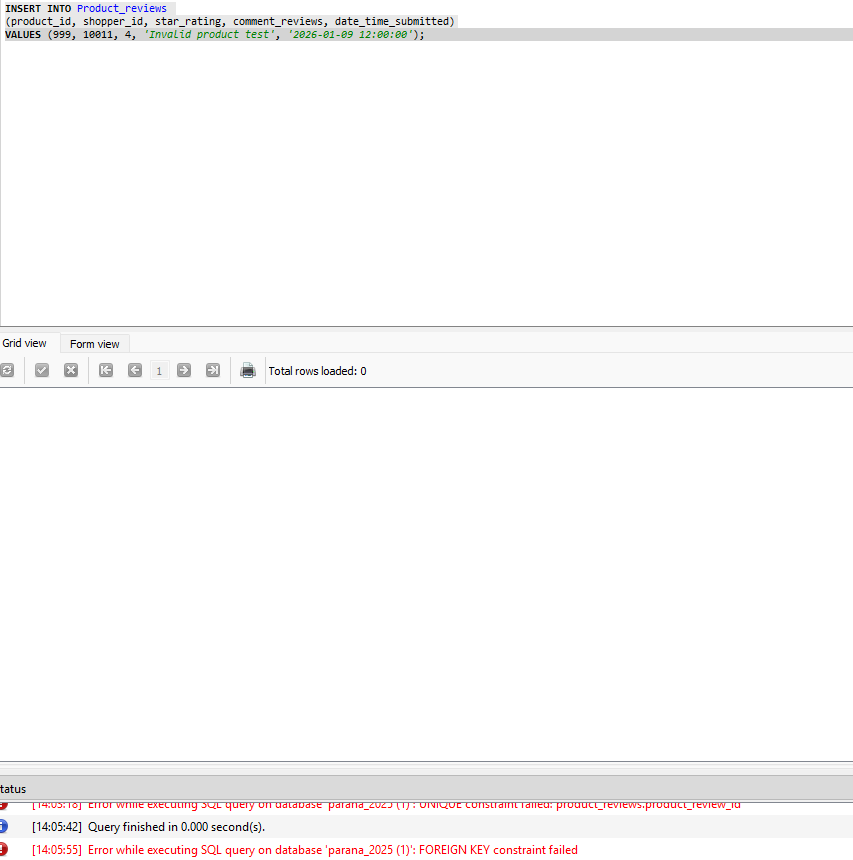 INSERT INTO Product_reviews
(product_id, shopper_id, star_rating, comment_reviews, date_time_submitted)
VALUES (999, 10011, 4, 'Invalid product test', '2026-01-09 12:00:00');
Grid view Form view
1 Total rows loaded: 0
tatus
[14:05:18] Error while executing SQL query on database 'parana_2025 (1)': UNIQUE constraint failed: product_reviews.product_review_id
[14:05:42] Query finished in 0.000 second(s).
[14:05:55] Error while executing SQL query on database 'parana_2025 (1)': FOREIGN KEY constraint failed